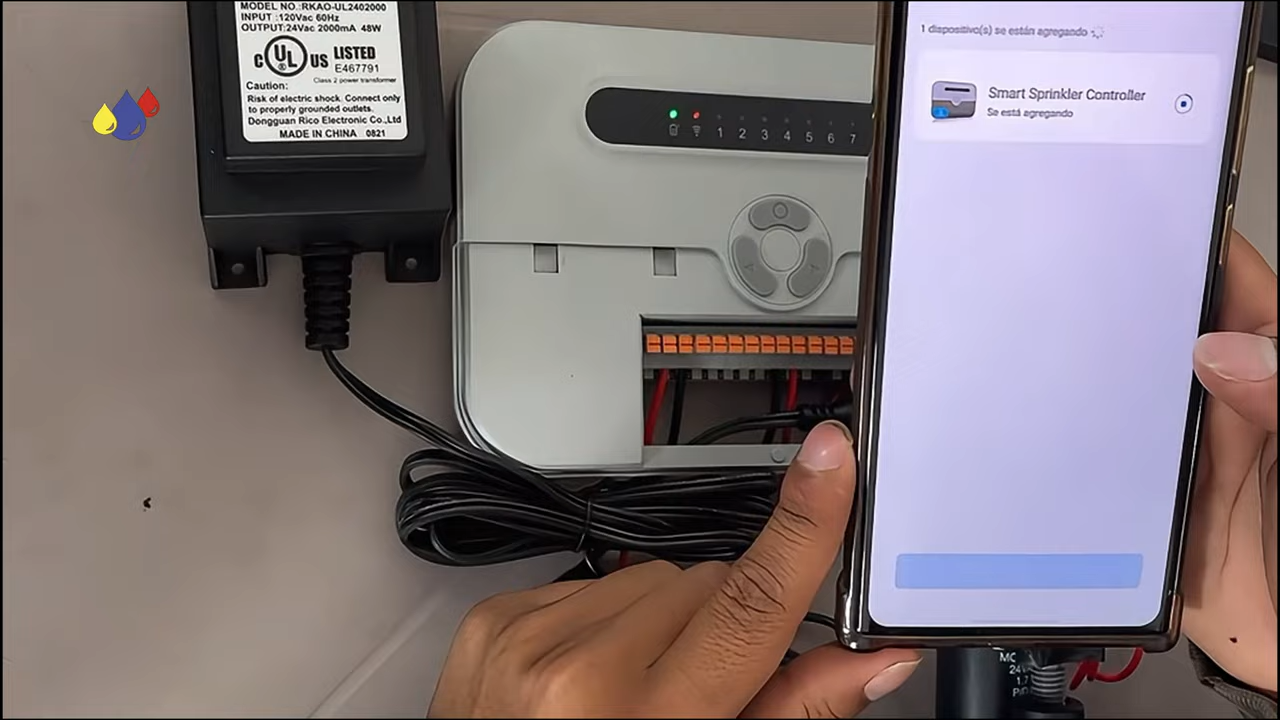 MODEL NO.:RKAO-UL2402000
INPUT :120Vac 60Hz
OUTPUT:24Vac 2000mA 48W
c UL US LISTED
E467791
Class 2 power transformer
Caution:
Risk of electric shock. Connect only
to properly grounded outlets.
Dongguan Rico Electronic Co.,Ltd
MADE IN CHINA 0821
1 2 3 4 5 6 7
1 dispositivo(s) se están agregando
Smart Sprinkler Controller
Se está agregando